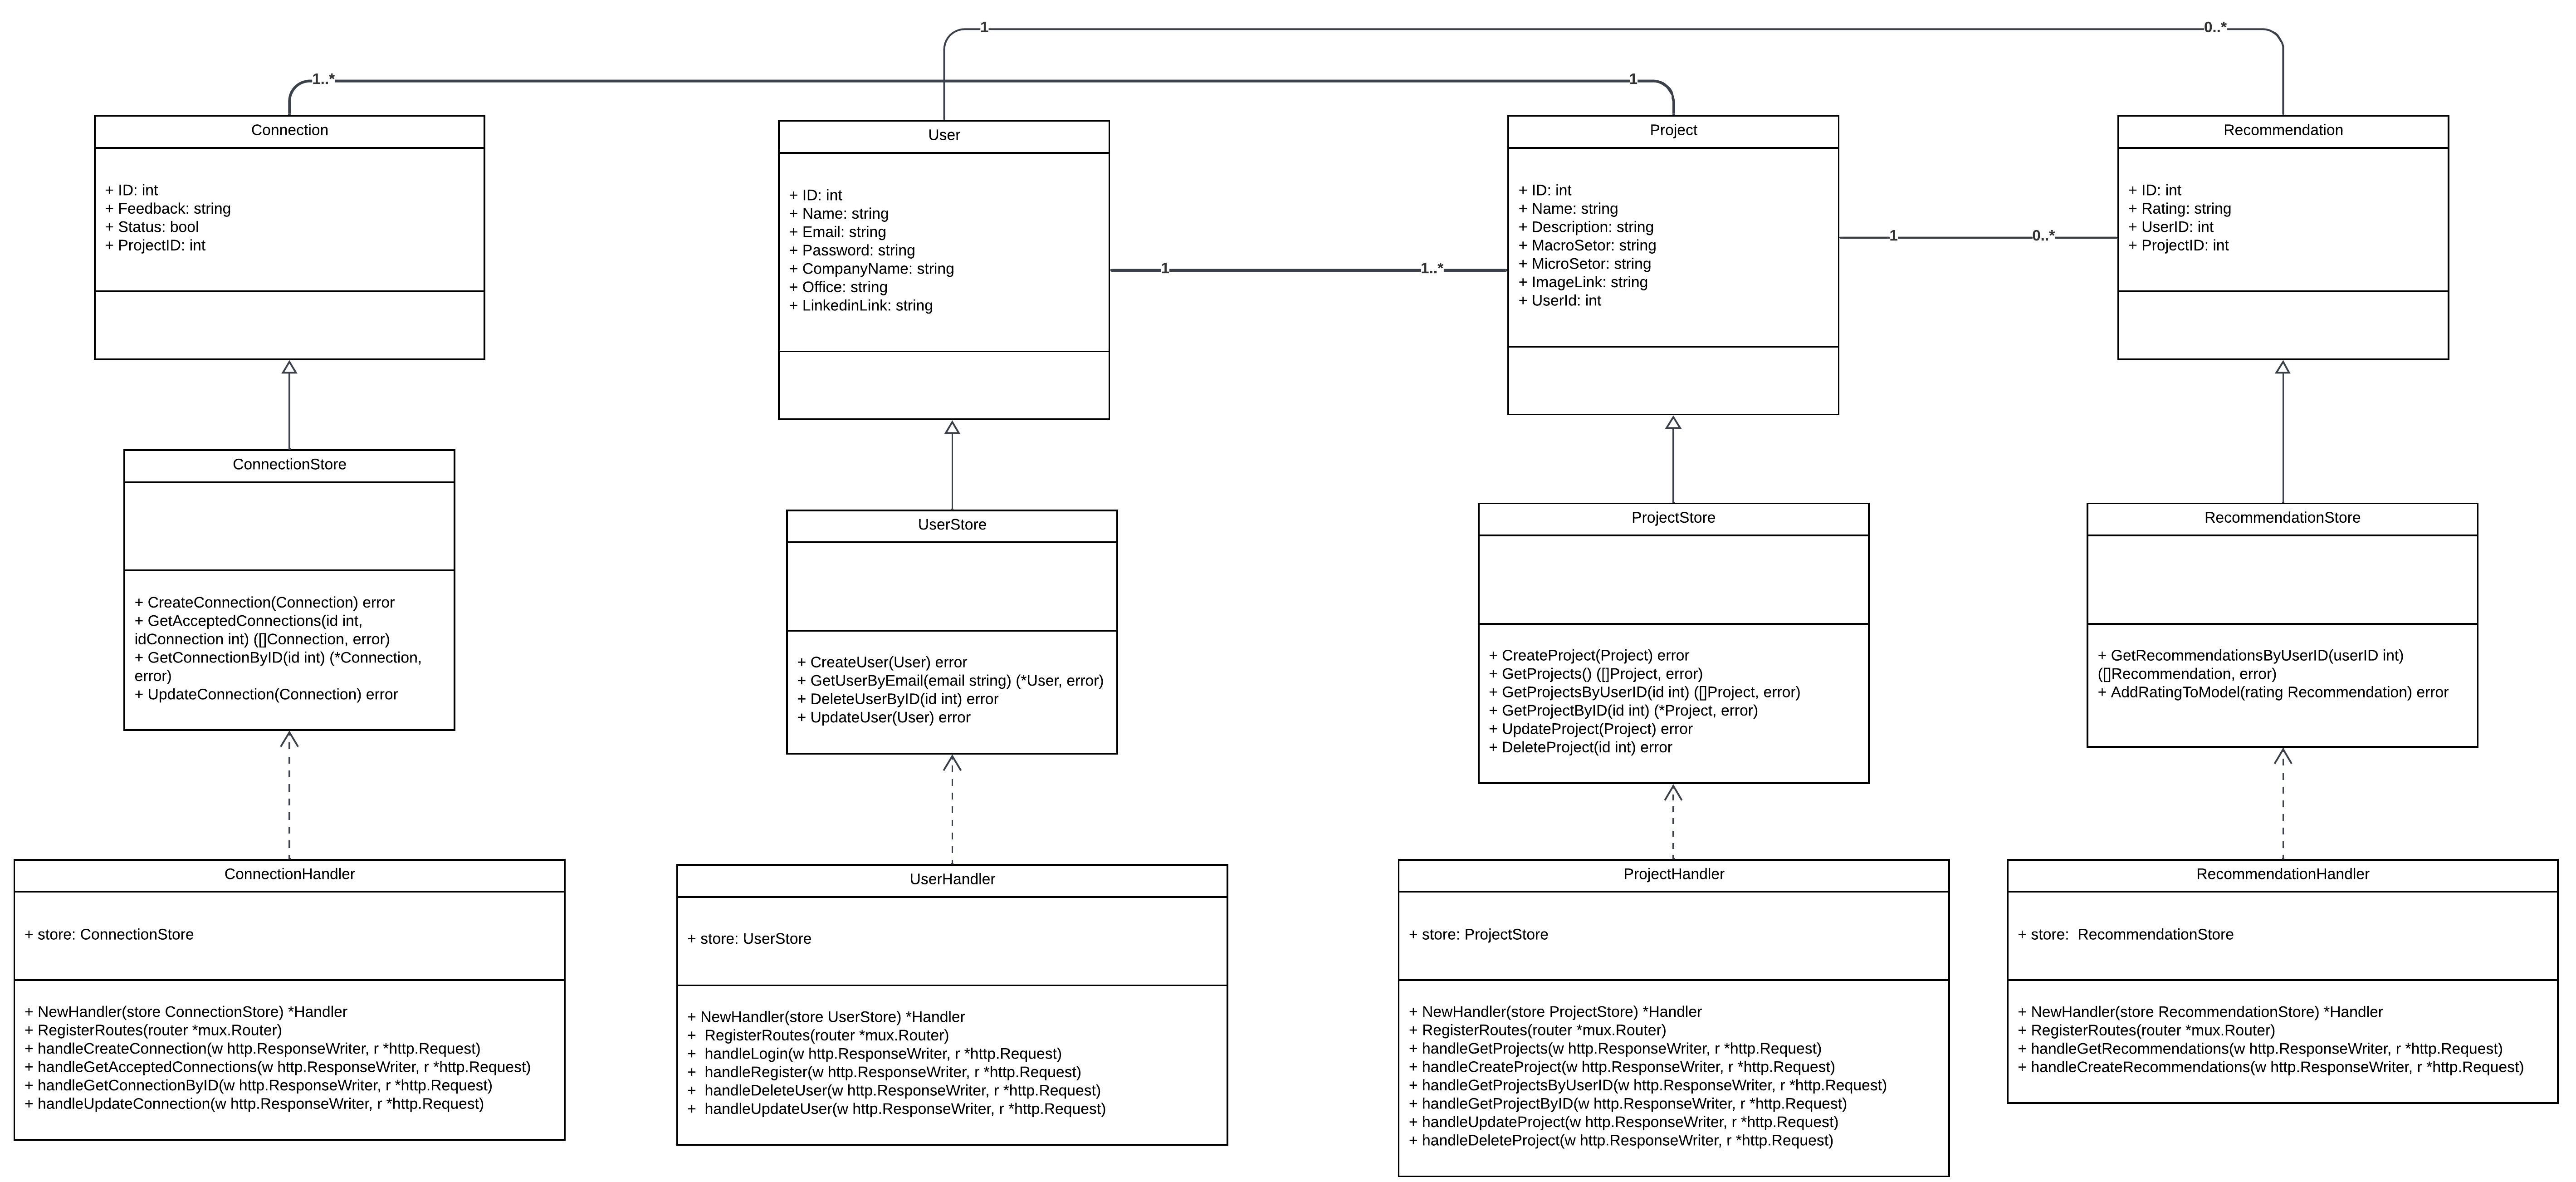 1
0..*
1..*
1
Connection
+ ID: int
+ Feedback: string
+ Status: bool
+ ProjectID: int
User
+ ID: int
+ Name: string
+ Email: string
+ Password: string
+ CompanyName: string
+ Office: string
+ LinkedinLink: string
1
1..*
Project
+ ID: int
+ Name: string
+ Description: string
+ MacroSetor: string
+ MicroSetor: string
+ ImageLink: string
+ UserId: int
1
0..*
Recommendation
+ ID: int
+ Rating: string
+ UserID: int
+ ProjectID: int
ConnectionStore
+ CreateConnection(Connection) error
+ GetAcceptedConnections(id int,
idConnection int) ([]Connection, error)
+ GetConnectionByID(id int) (*Connection,
error)
+ UpdateConnection(Connection) error
UserStore
+ CreateUser(User) error
+ GetUserByEmail(email string) (*User, error)
+ DeleteUserByID(id int) error
+ UpdateUser(User) error
ProjectStore
+ CreateProject(Project) error
+ GetProjects() ([]Project, error)
+ GetProjectsByUserID(id int) ([]Project, error)
+ GetProjectByID(id int) (*Project, error)
+ UpdateProject(Project) error
+ DeleteProject(id int) error
RecommendationStore
+ GetRecommendationsByUserID(userID int)
([]Recommendation, error)
+ AddRatingToModel(rating Recommendation) error
ConnectionHandler
+ store: ConnectionStore
+ NewHandler(store ConnectionStore) *Handler
+ RegisterRoutes(router *mux.Router)
+ handleCreateConnection(w http.ResponseWriter, r *http.Request)
+ handleGetAcceptedConnections(w http.ResponseWriter, r *http.Request)
+ handleGetConnectionByID(w http.ResponseWriter, r *http.Request)
+ handleUpdateConnection(w http.ResponseWriter, r *http.Request)
UserHandler
+ store: UserStore
+ NewHandler(store UserStore) *Handler
+ RegisterRoutes(router *mux.Router)
+ handleLogin(w http.ResponseWriter, r *http.Request)
+ handleRegister(w http.ResponseWriter, r *http.Request)
+ handleDeleteUser(w http.ResponseWriter, r *http.Request)
+ handleUpdateUser(w http.ResponseWriter, r *http.Request)
ProjectHandler
+ store: ProjectStore
+ NewHandler(store ProjectStore) *Handler
+ RegisterRoutes(router *mux.Router)
+ handleGetProjects(w http.ResponseWriter, r *http.Request)
+ handleCreateProject(w http.ResponseWriter, r *http.Request)
+ handleGetProjectsByUserID(w http.ResponseWriter, r *http.Request)
+ handleGetProjectByID(w http.ResponseWriter, r *http.Request)
+ handleUpdateProject(w http.ResponseWriter, r *http.Request)
+ handleDeleteProject(w http.ResponseWriter, r *http.Request)
RecommendationHandler
+ store: RecommendationStore
+ NewHandler(store RecommendationStore) *Handler
+ RegisterRoutes(router *mux.Router)
+ handleGetRecommendations(w http.ResponseWriter, r *http.Request)
+ handleCreateRecommendations(w http.ResponseWriter, r *http.Request)